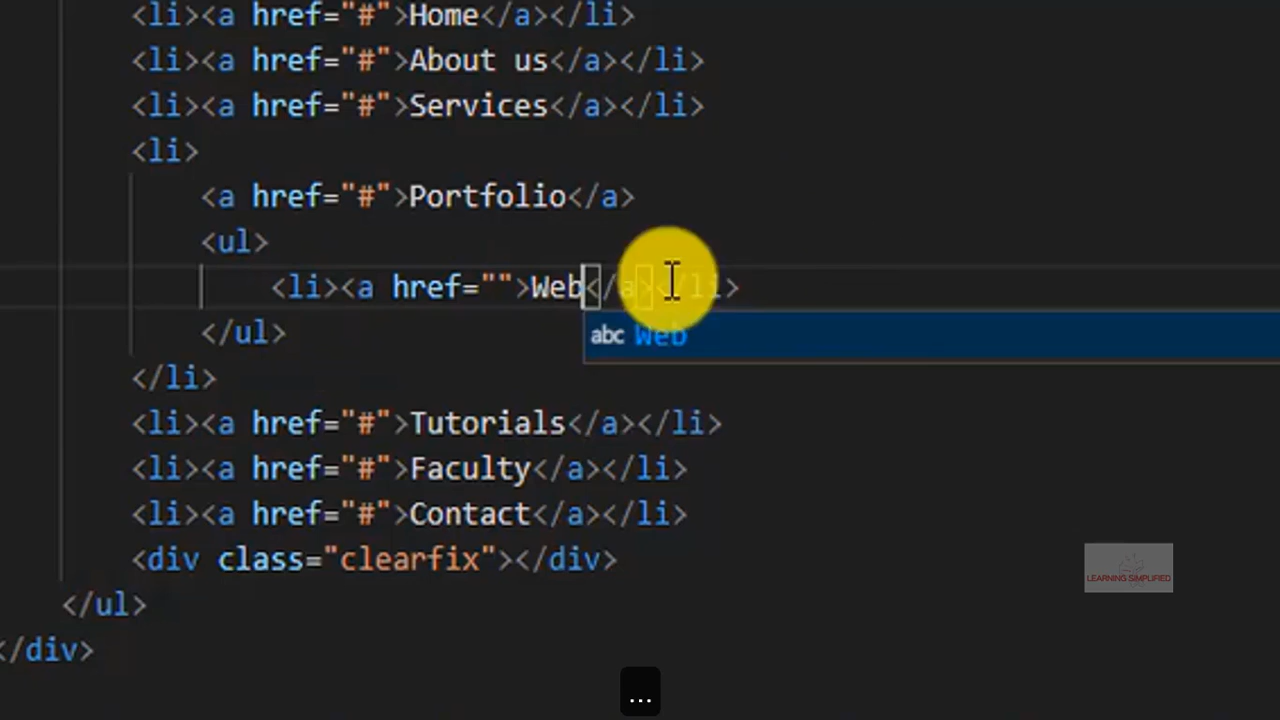 <li><a href="#">Home</a></li>
<li><a href="#">About us</a></li>
<li><a href="#">Services</a></li>
<li>
<a href="#">Portfolio</a>
<ul>
<li><a href="">Web</a></li>
abc Web
</ul>
</li>
<li><a href="#">Tutorials</a></li>
<li><a href="#">Faculty</a></li>
<li><a href="#">Contact</a></li>
<div class="clearfix"></div>
LEARNING SIMPLIFIED
</ul>
</div>
...